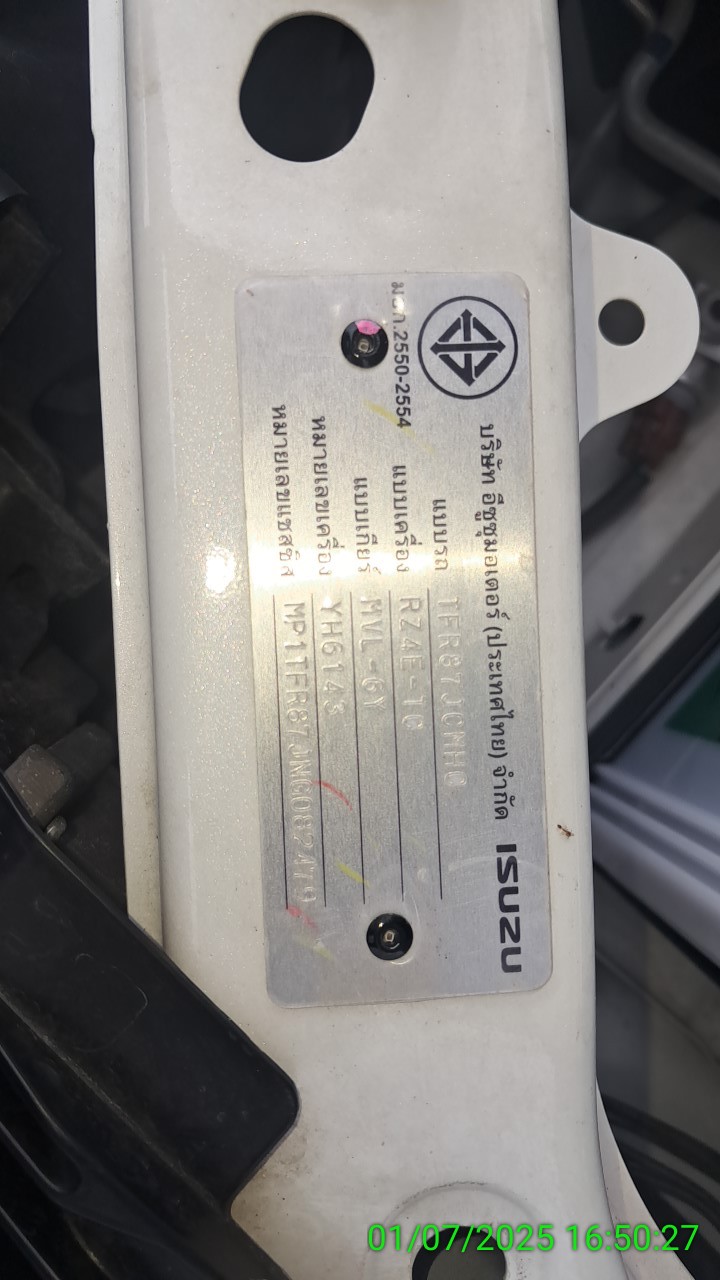 มอก.2550-2554
บริษัท อีซูซุมอเตอร์ (ประเทศไทย) จำกัด ISUZU
แบบรถ TFR87JCMH0
แบบเครื่อง RZ4E-TC
แบบเกียร์ MVL-6Y
หมายเลขเครื่อง YH6143
หมายเลขแชสซีส์
01/07/2025 16:50:27